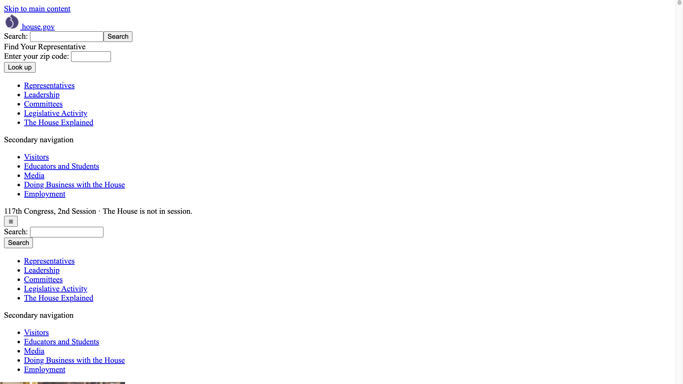 Skip to main content
house.gov
Search: Search
Find Your Representative
Enter your zip code:
Look up
Representatives
Leadership
Committees
Legislative Activity
The House Explained
Secondary navigation
Visitors
Educators and Students
Media
Doing Business with the House
Employment
117th Congress, 2nd Session · The House is not in session.
≡
Search:
Search
Representatives
Leadership
Committees
Legislative Activity
The House Explained
Secondary navigation
Visitors
Educators and Students
Media
Doing Business with the House
Employment